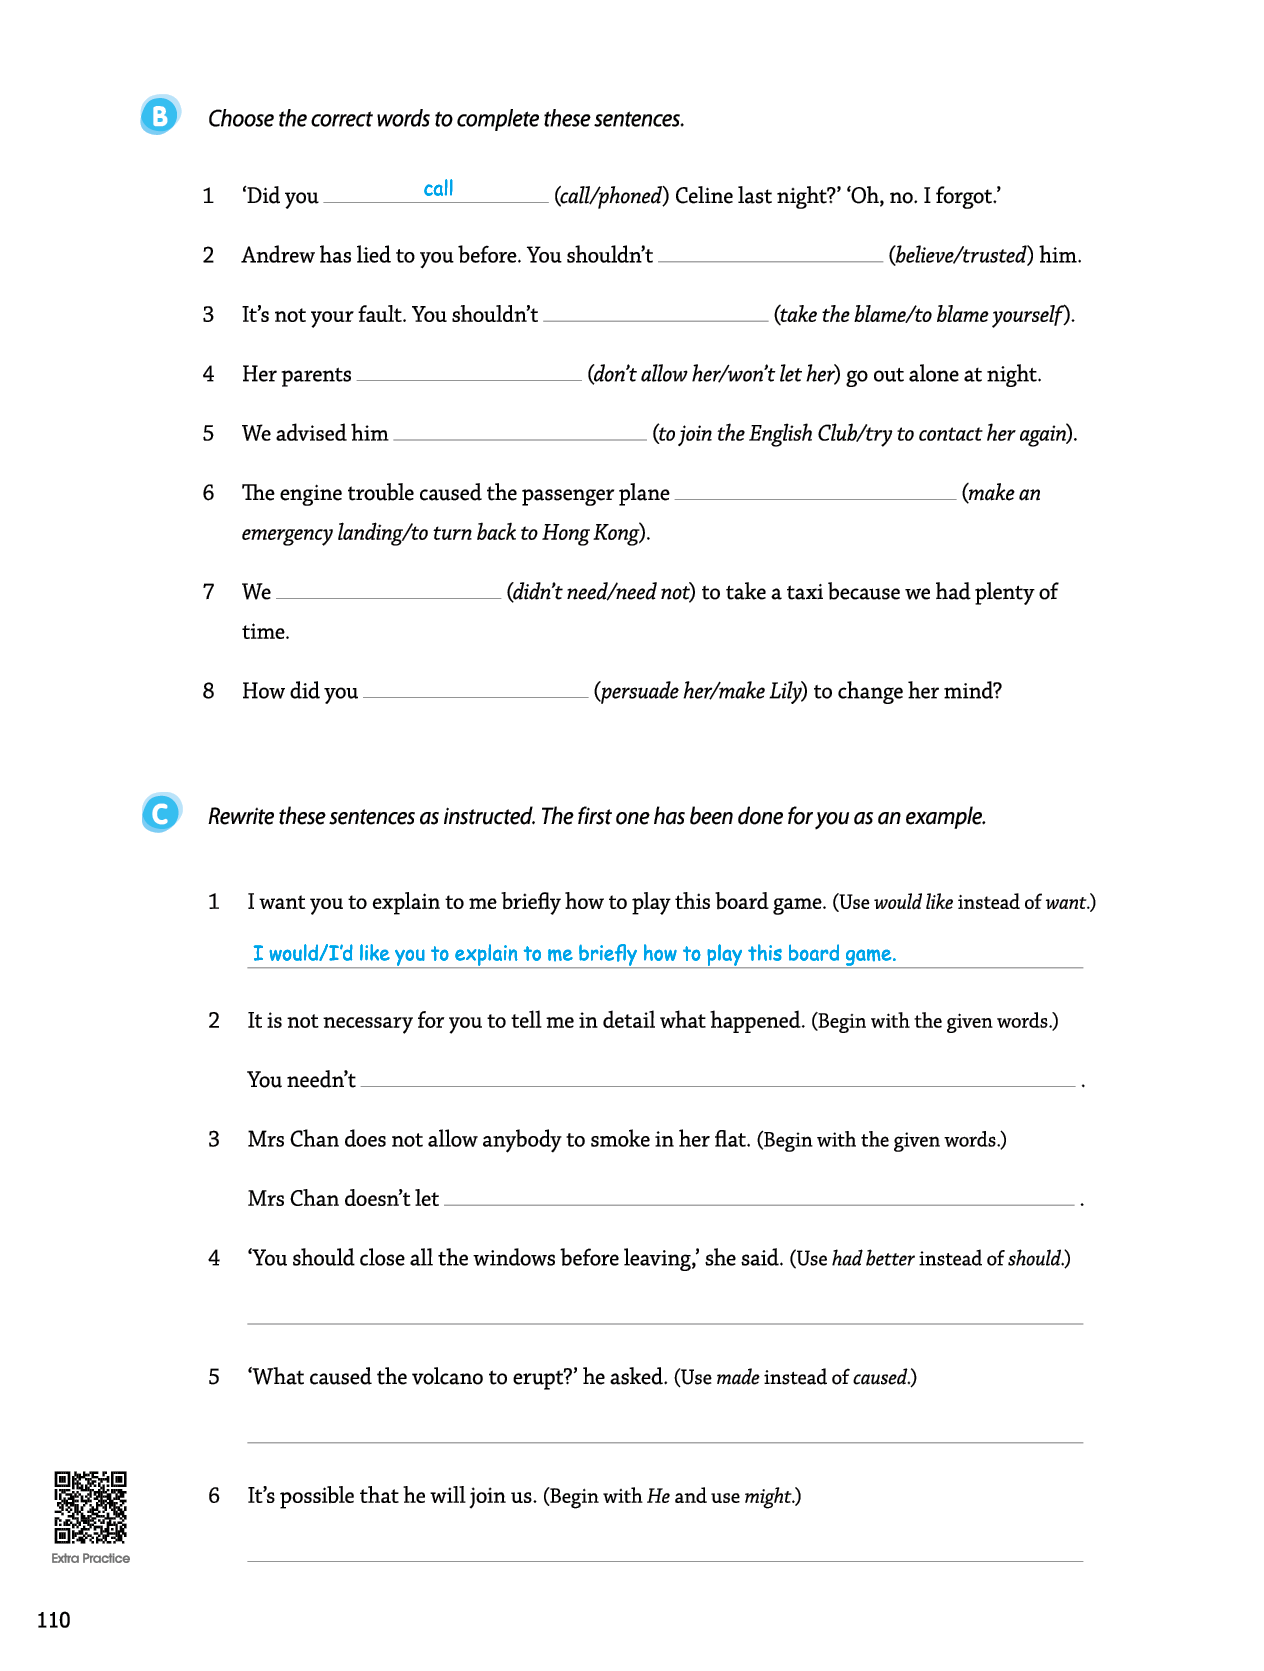 B Choose the correct words to complete these sentences.
1 ‘Did you call (call/phoned) Celine last night?’ ‘Oh, no. I forgot.’
2 Andrew has lied to you before. You shouldn’t ____ (believe/trusted) him.
3 It’s not your fault. You shouldn’t ____ (take the blame/to blame yourself).
4 Her parents ____ (don’t allow her/won’t let her) go out alone at night.
5 We advised him ____ (to join the English Club/try to contact her again).
6 The engine trouble caused the passenger plane ____ (make an
emergency landing/to turn back to Hong Kong).
7 We ____ (didn’t need/need not) to take a taxi because we had plenty of
time.
8 How did you ____ (persuade her/make Lily) to change her mind?
C Rewrite these sentences as instructed. The first one has been done for you as an example.
1 I want you to explain to me briefly how to play this board game. (Use would like instead of want.)
I would/I’d like you to explain to me briefly how to play this board game.
2 It is not necessary for you to tell me in detail what happened. (Begin with the given words.)
You needn’t ____ .
3 Mrs Chan does not allow anybody to smoke in her flat. (Begin with the given words.)
Mrs Chan doesn’t let ____ .
4 ‘You should close all the windows before leaving,’ she said. (Use had better instead of should.)
5 ‘What caused the volcano to erupt?’ he asked. (Use made instead of caused.)
6 It’s possible that he will join us. (Begin with He and use might.)
Extra Practice
110